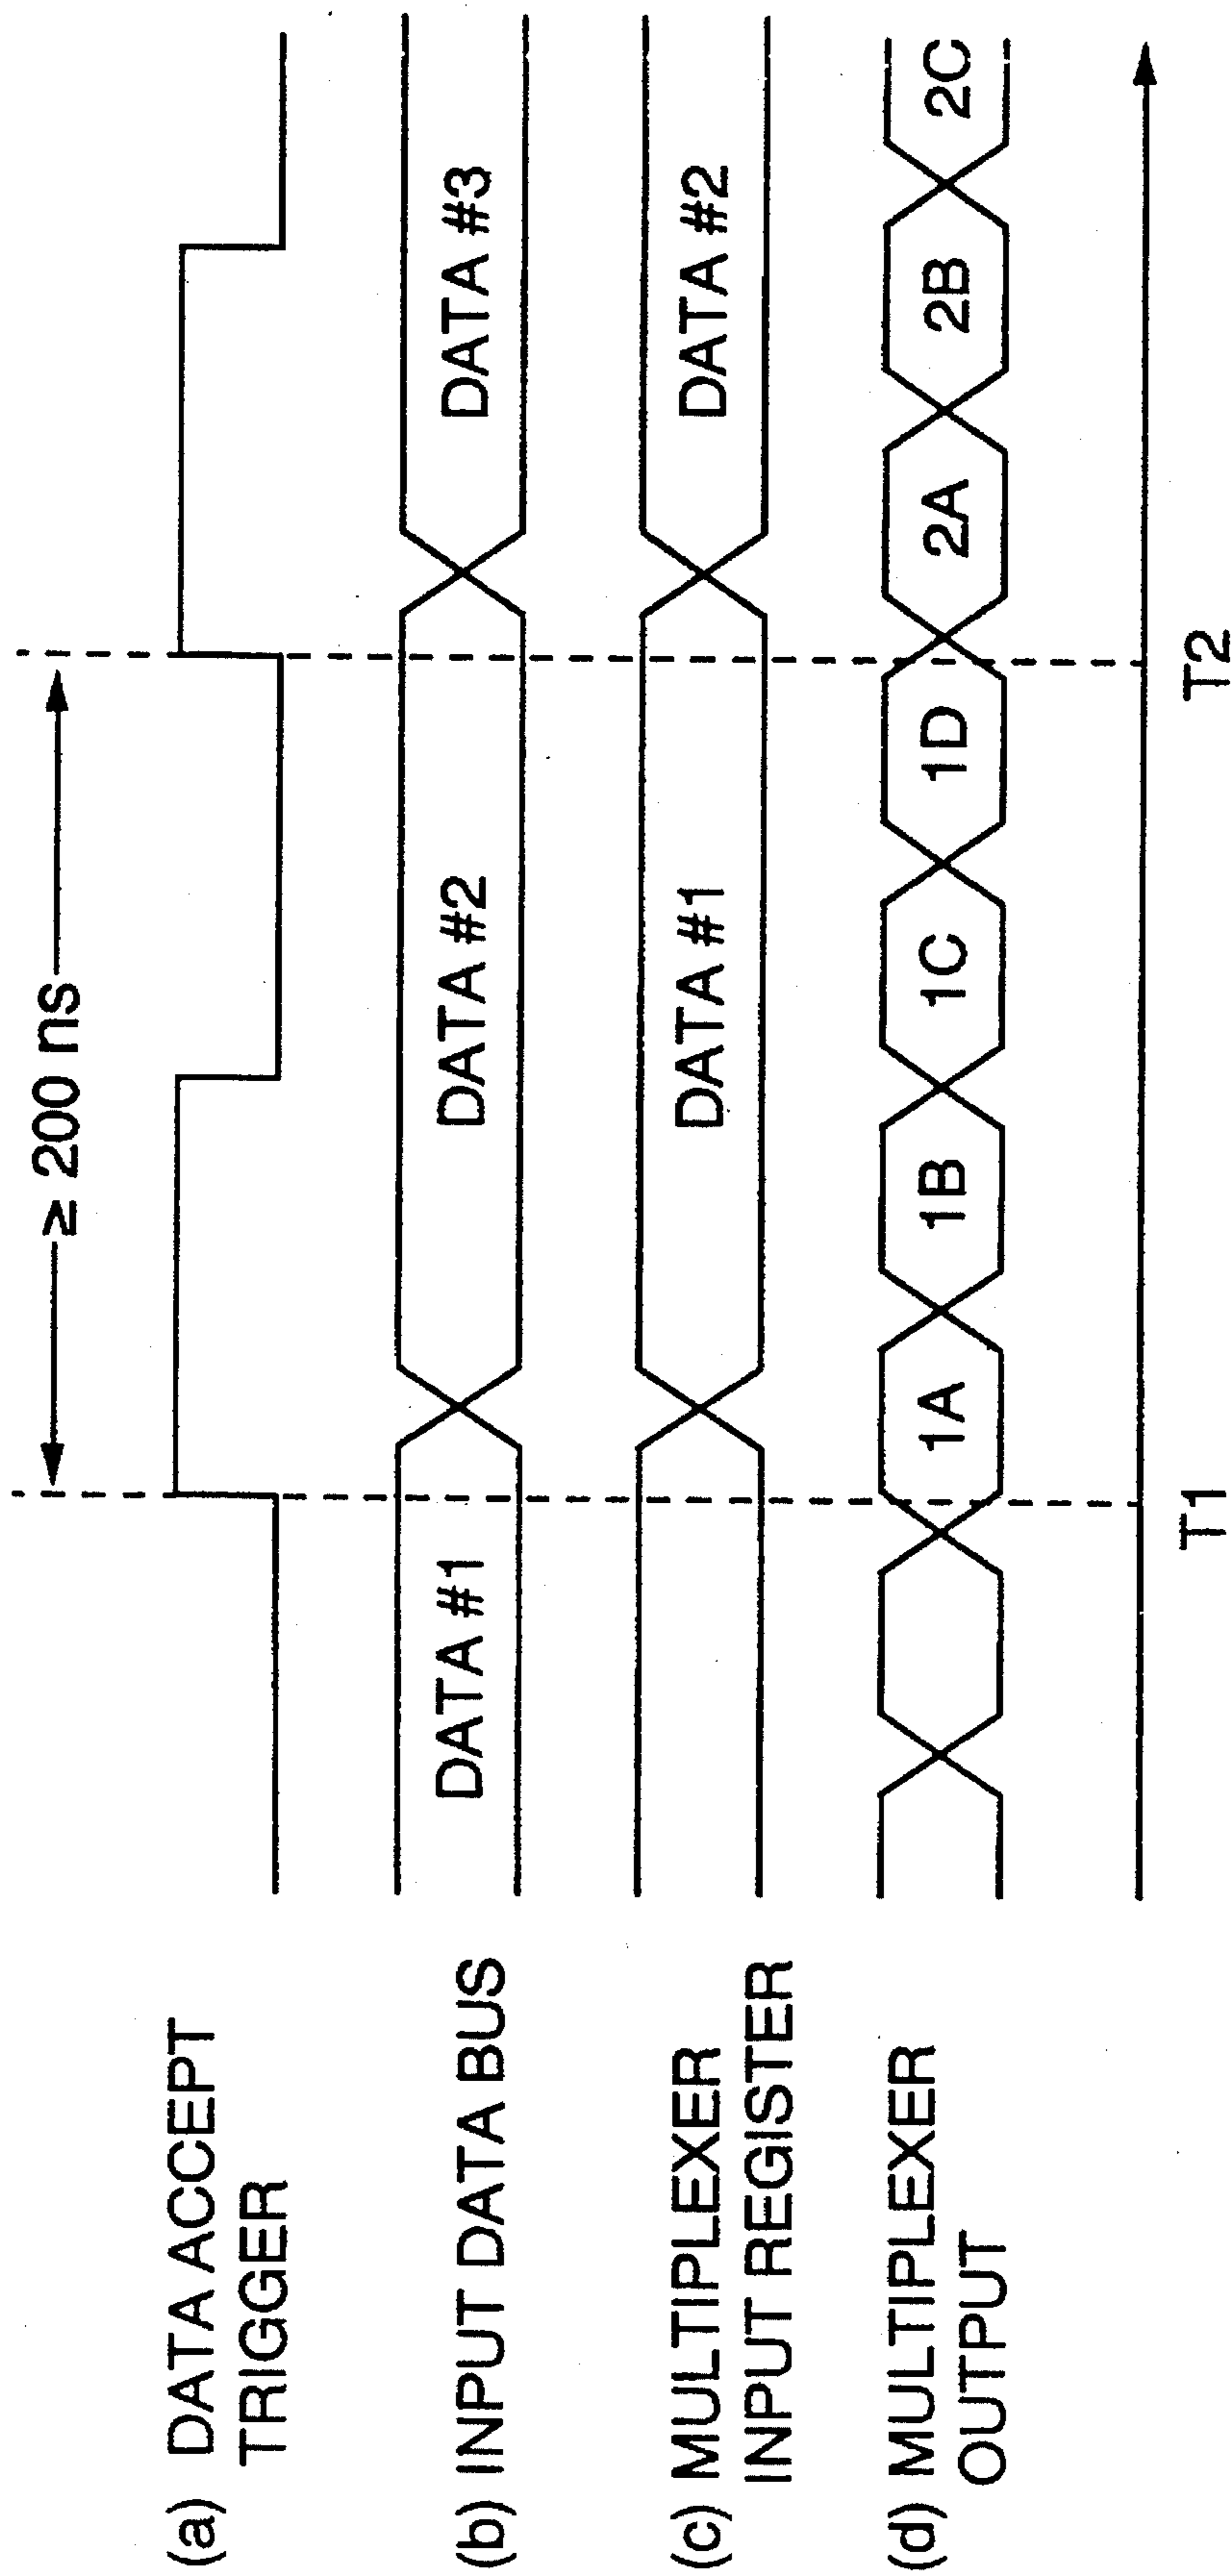 ≥ 200 ns
(a) DATA ACCEPT
TRIGGER
(b) INPUT DATA BUS
DATA #1
DATA #2
DATA #3
(c) MULTIPLEXER
INPUT REGISTER
DATA #1
DATA #2
(d) MULTIPLEXER
OUTPUT
1A
1B
1C
1D
2A
2B
2C
T1
T2